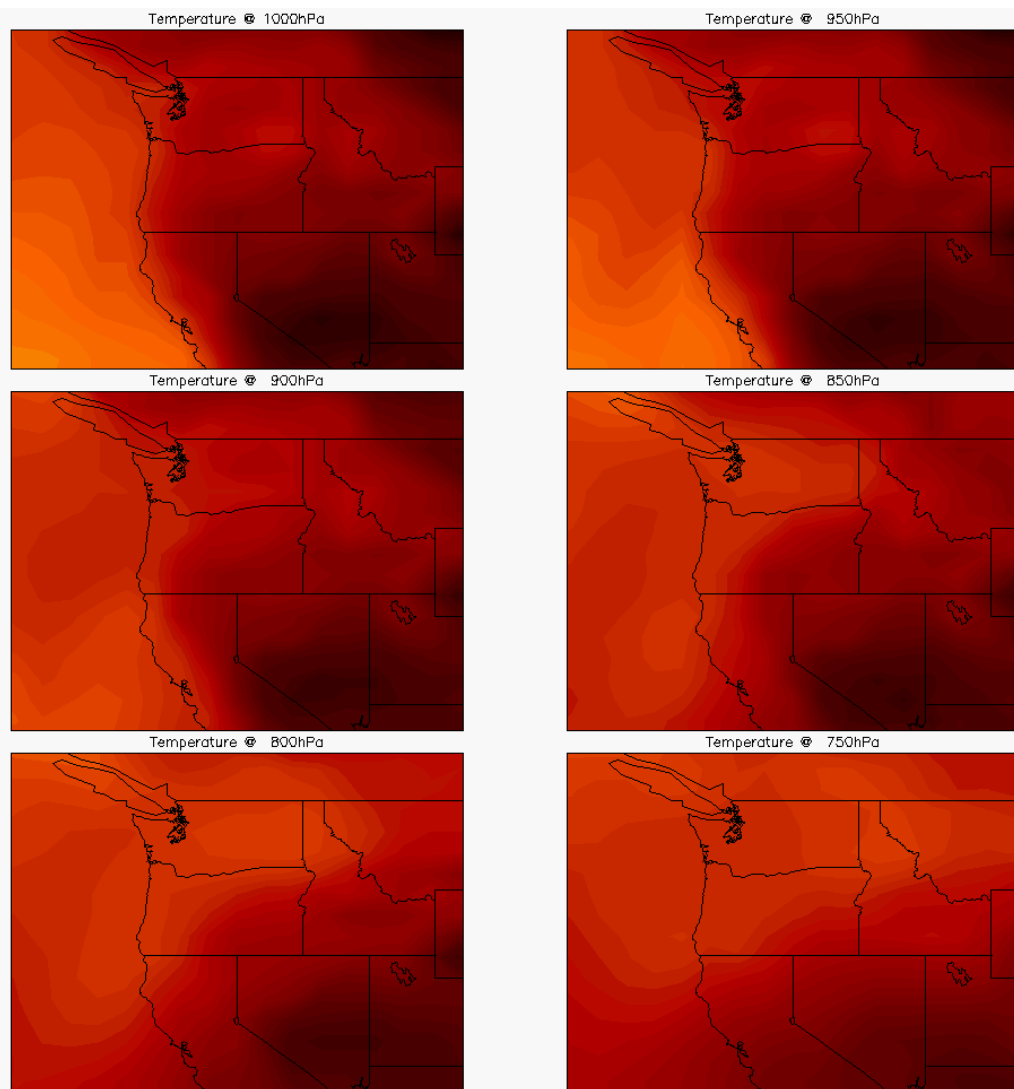 Temperature @ 1000hPa
Temperature @ 950hPa
Temperature @ 900hPa
Temperature @ 850hPa
Temperature @ 800hPa
Temperature @ 750hPa